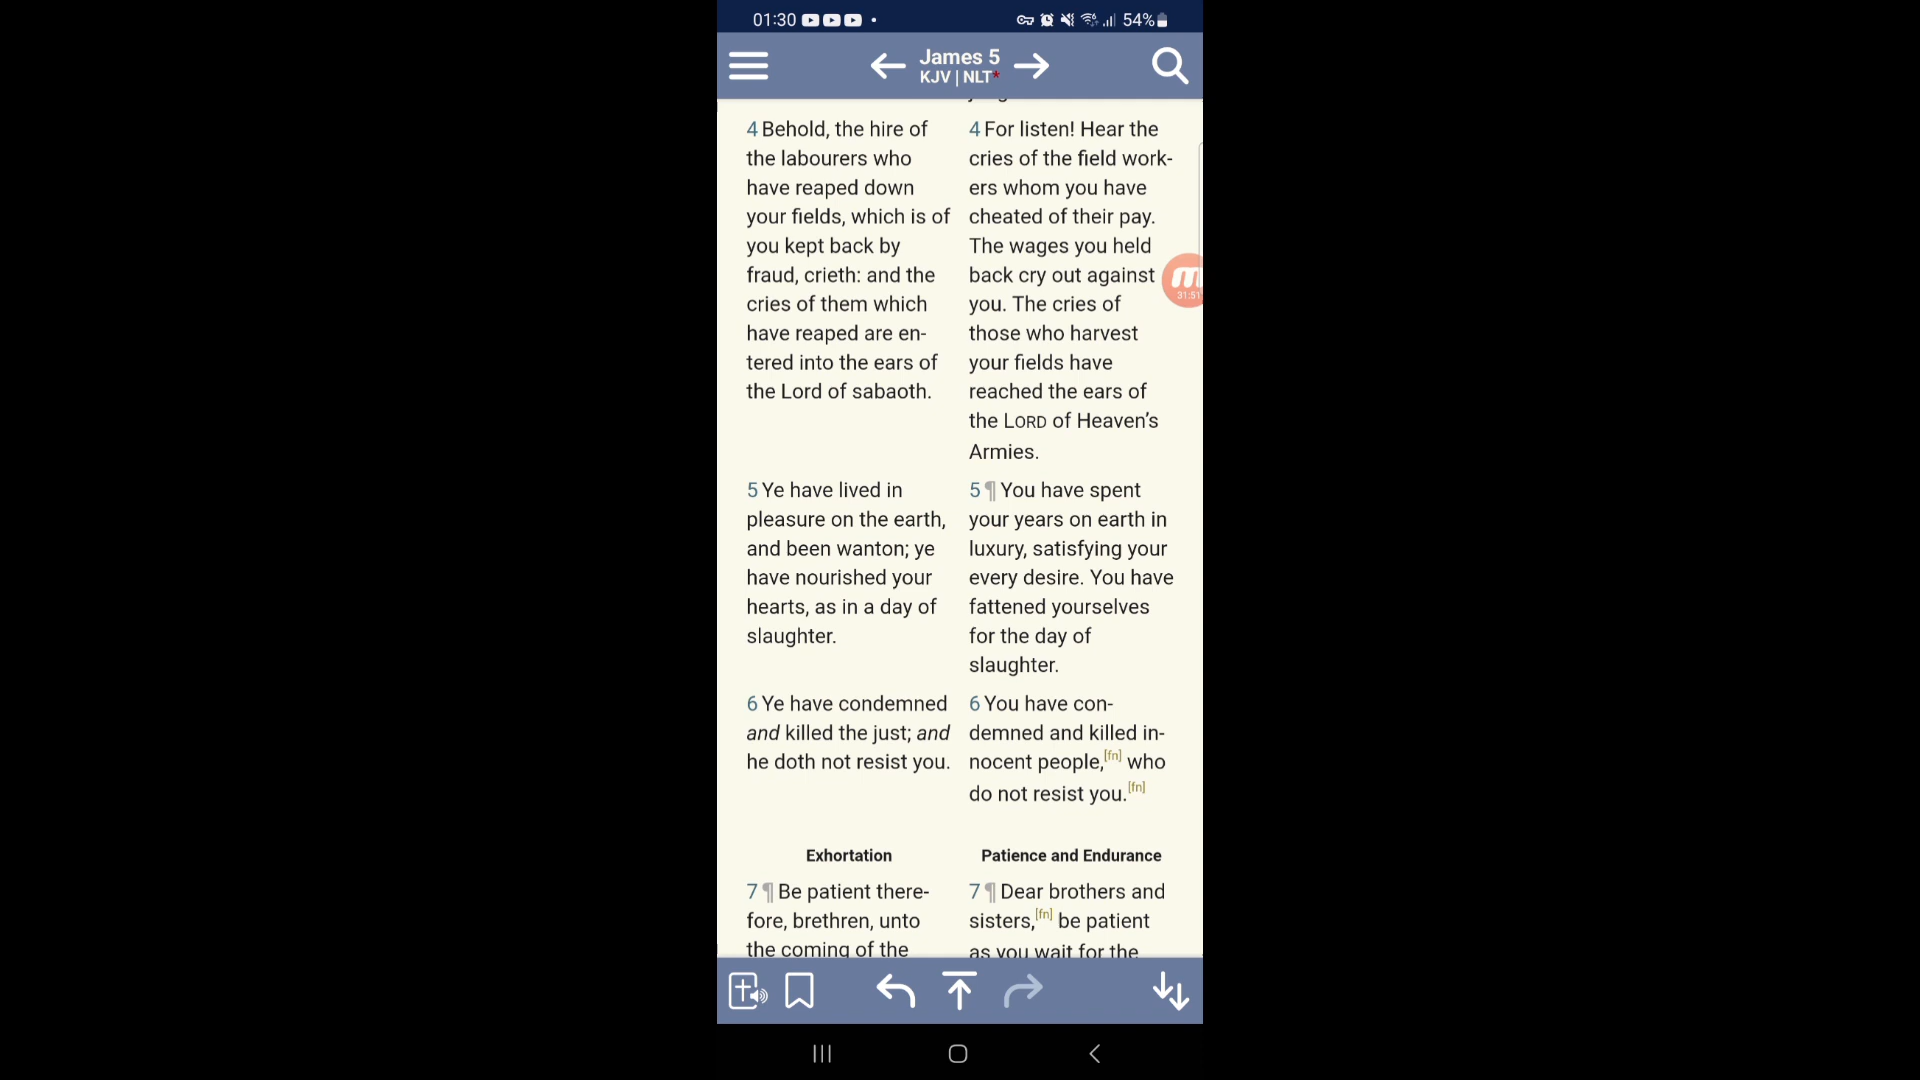 01:30
54%
James 5
KJV | NLT*
4 Behold, the hire of
the labourers who
have reaped down
your fields, which is of
you kept back by
fraud, crieth: and the
cries of them which
have reaped are en-
tered into the ears of
the Lord of sabaoth.
4 For listen! Hear the
cries of the field work-
ers whom you have
cheated of their pay.
The wages you held
back cry out against
you. The cries of
those who harvest
your fields have
reached the ears of
the LORD of Heaven’s
Armies.
31:51
5 Ye have lived in
pleasure on the earth,
and been wanton; ye
have nourished your
hearts, as in a day of
slaughter.
5 ¶ You have spent
your years on earth in
luxury, satisfying your
every desire. You have
fattened yourselves
for the day of
slaughter.
6 Ye have condemned
and killed the just; and
he doth not resist you.
6 You have con-
demned and killed in-
nocent people,[fn] who
do not resist you.[fn]
Exhortation
Patience and Endurance
7 ¶ Be patient there-
fore, brethren, unto
the coming of the
7 ¶ Dear brothers and
sisters,[fn] be patient
as you wait for the